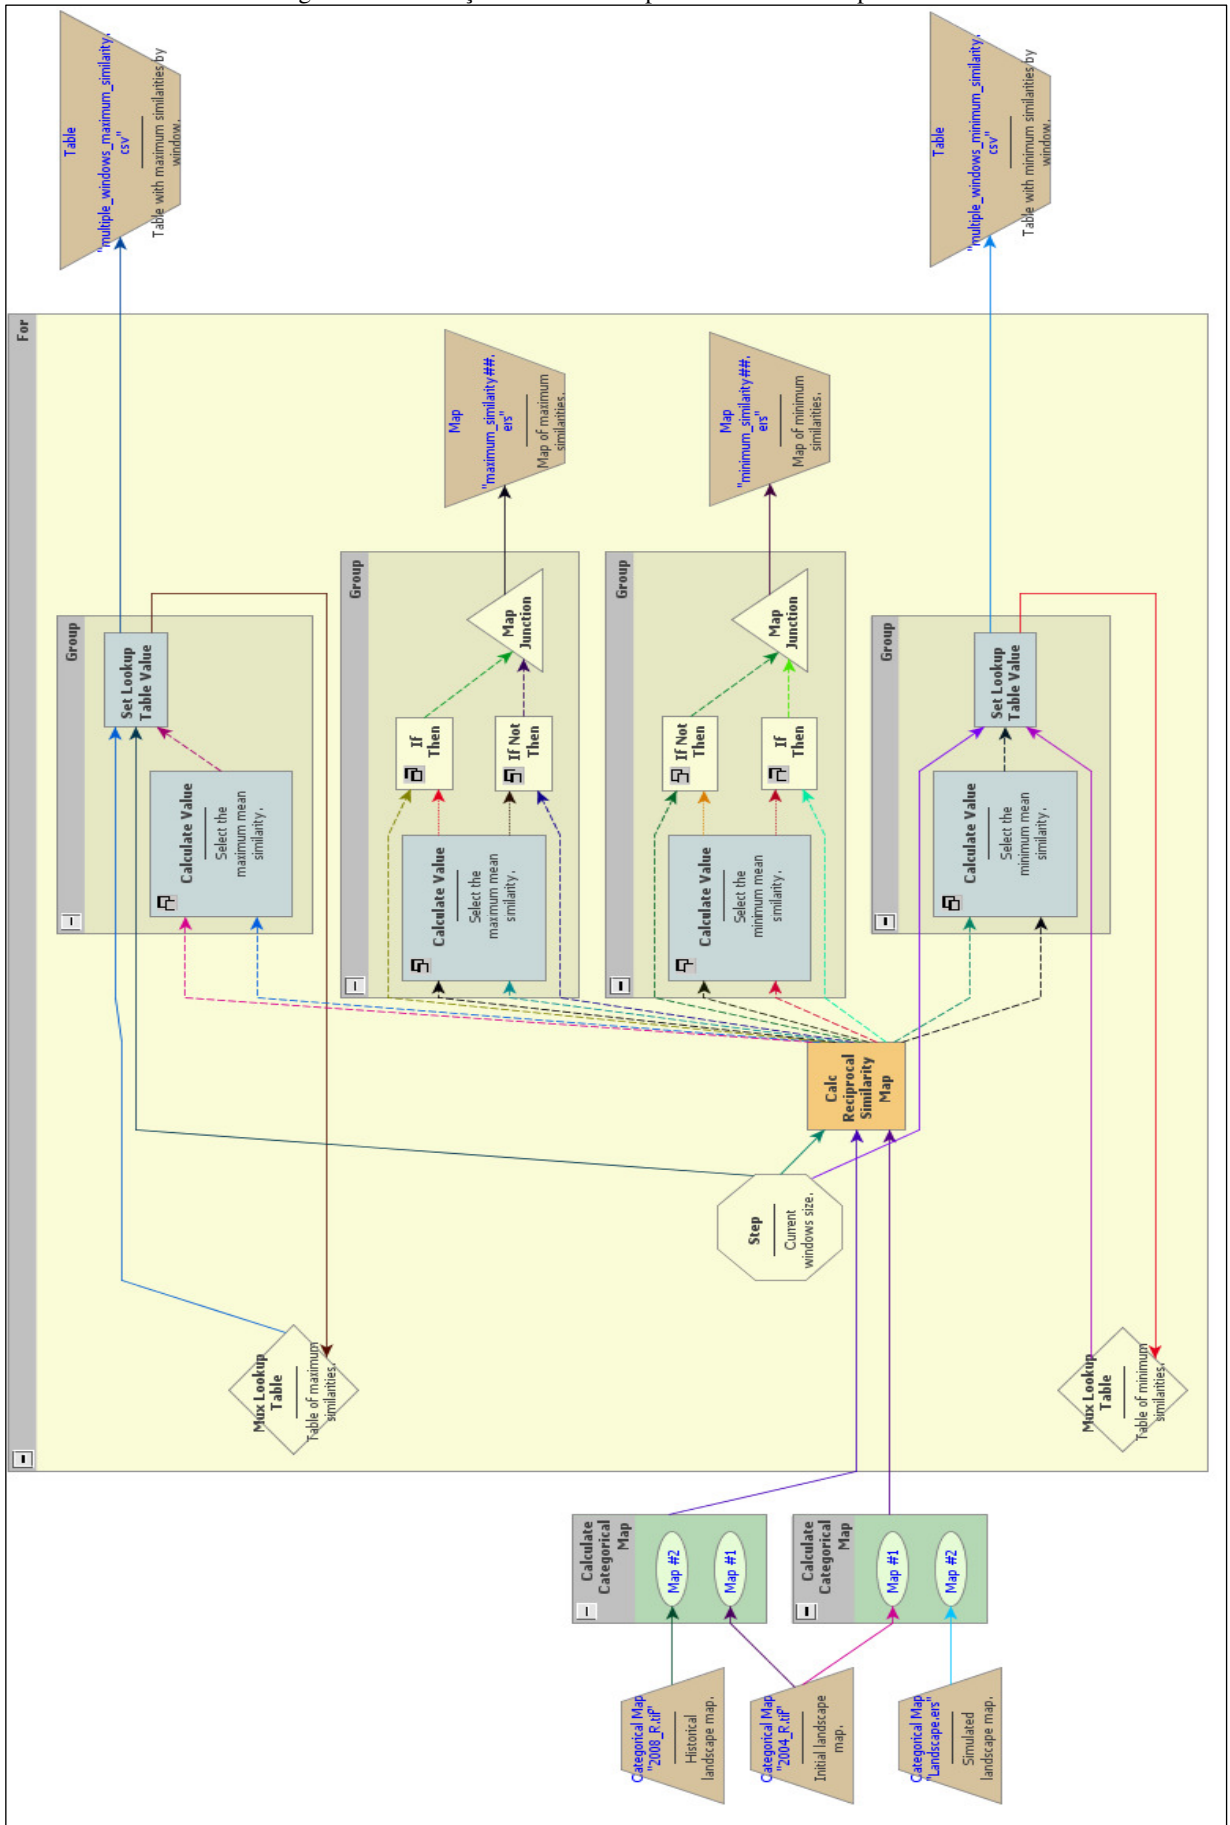 For
Table
"multiple_windows_maximum_similarity.
csv"
Table with maximum similarities by
window.
Group
Set Lookup
Table Value
Calculate Value
Select the
maximum mean
similarity.
Mux Lookup
Table
Table of maximum
similarities.
Map
"maximum_similarity##.
ers"
Map of maximum
similarities.
Group
Map
Junction
If
Then
If Not
Then
Calculate Value
Select the
maximum mean
similarity.
Map
"minimum_similarity##.
ers"
Map of minimum
similarities.
Group
Map
Junction
If Not
Then
If
Then
Calculate Value
Select the
minimum mean
similarity.
Table
"multiple_windows_minimum_similarity.
csv"
Table with minimum similarities by
window.
Group
Set Lookup
Table Value
Calculate Value
Select the
minimum mean
similarity.
Calc
Reciprocal
Similarity
Map
Step
Current
windows size.
Mux Lookup
Table
Table of minimum
similarities.
Calculate
Categorical
Map
Map #2
Map #1
Calculate
Categorical
Map
Map #1
Map #2
Categorical Map
"2008_R.tif"
Historical
landscape map.
Categorical Map
"2004_R.tif"
Initial landscape
map.
Categorical Map
"Landscape.ers"
Simulated
landscape map.